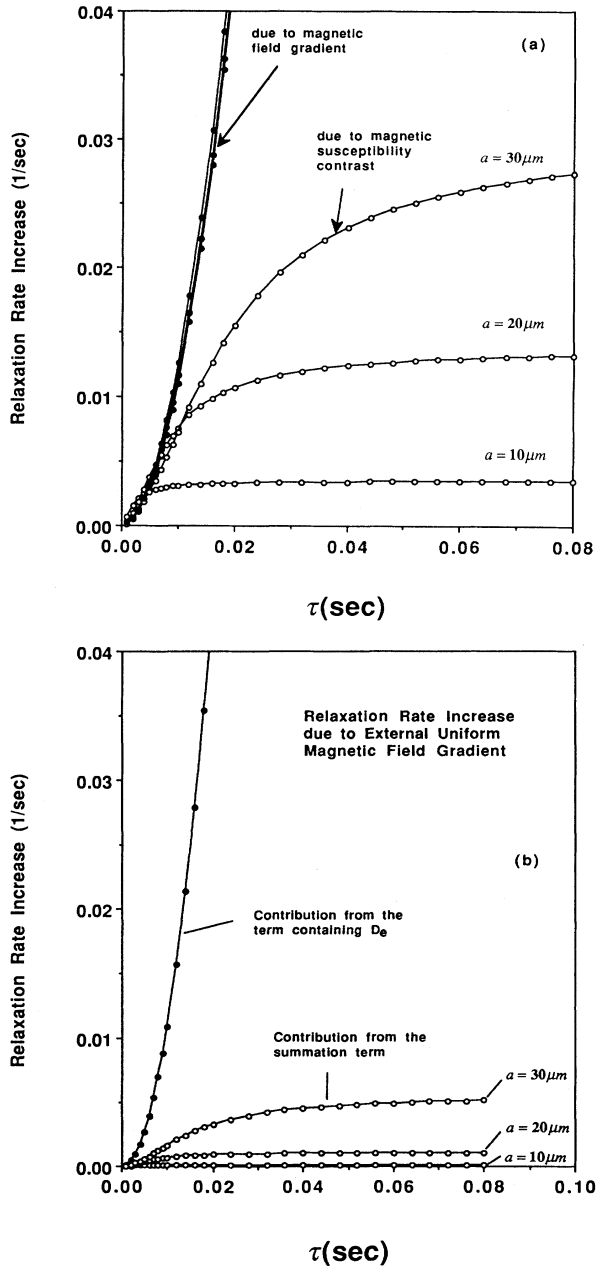 0.04
due to magnetic
field gradient
(a)
0.03
due to magnetic
susceptibility
contrast
a = 30μm
0.02
a = 20μm
0.01
a = 10μm
0.00
0.00 0.02 0.04 0.06 0.08
Relaxation Rate Increase (1/sec)
τ(sec)
0.04
Relaxation Rate Increase
due to External Uniform
Magnetic Field Gradient
0.03
(b)
0.02
Contribution from the
term containing De
0.01
Contribution from the
summation term
a = 30μm
a = 20μm
a = 10μm
0.00
0.00 0.02 0.04 0.06 0.08 0.10
Relaxation Rate Increase (1/sec)
τ(sec)